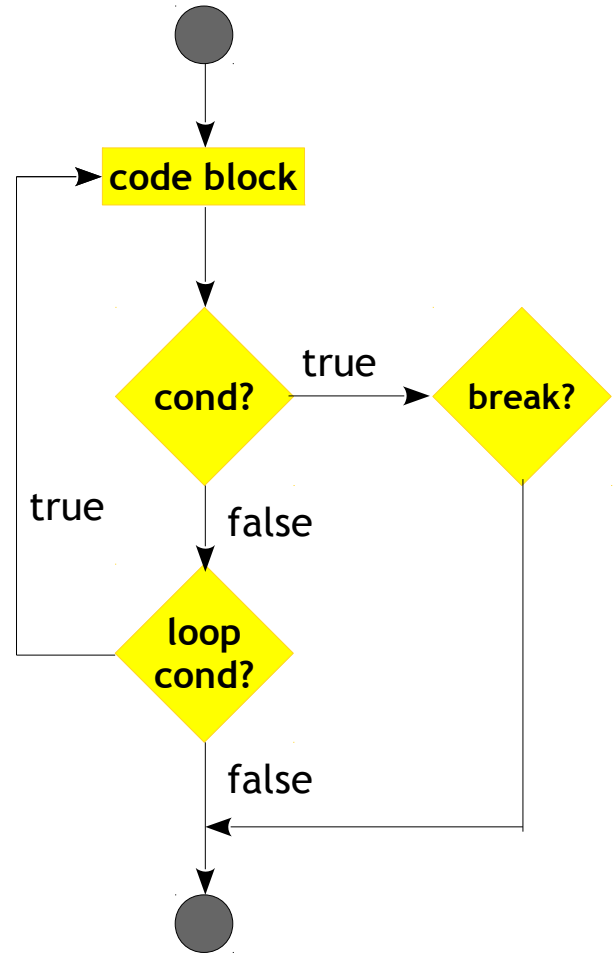 code block
true
cond?
break?
true
false
loop
cond?
false